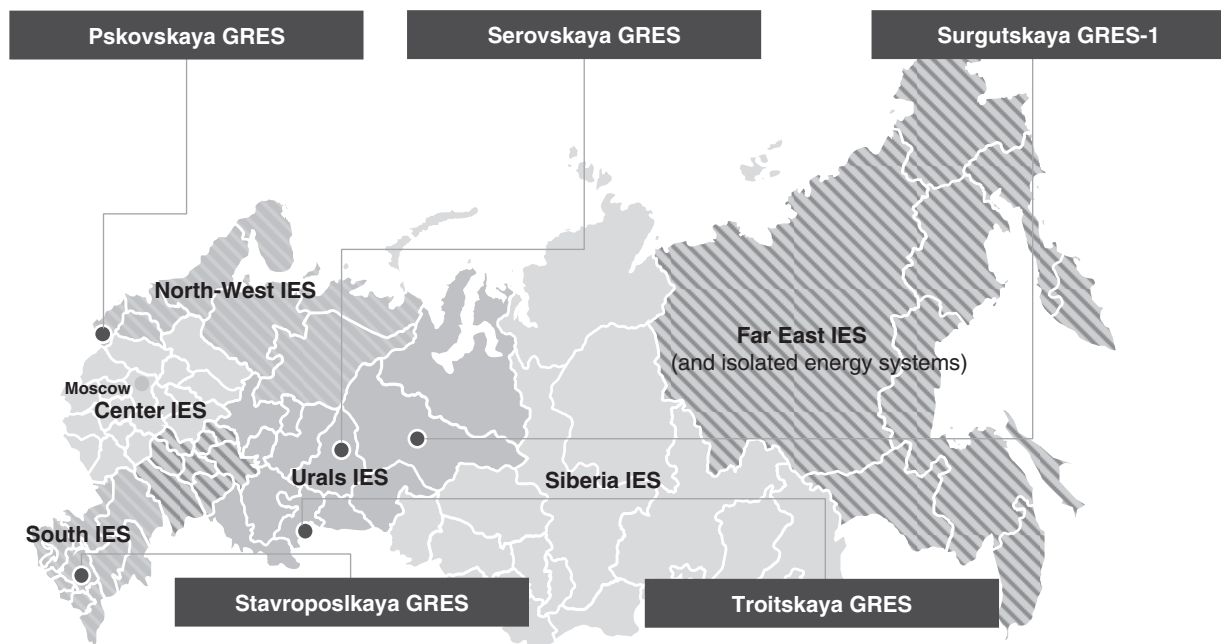 Pskovskaya GRES
Serovskaya GRES
Surgutskaya GRES-1
North-West IES
Far East IES
(and isolated energy systems)
Moscow
Center IES
Urals IES
Siberia IES
South IES
Stavroposlkaya GRES
Troitskaya GRES